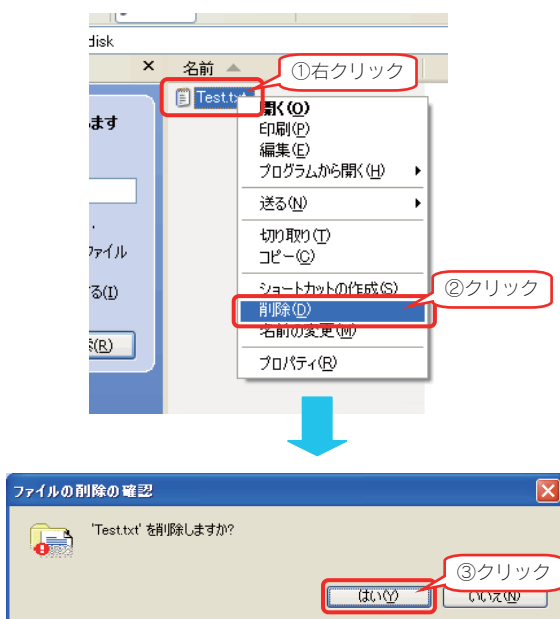 disk
×
名前
①右クリック
Test.txt
ます
開く(O)
印刷(P)
編集(E)
プログラムから開く(H)
送る(N)
切り取り(T)
コピー(C)
ァイル
ショートカットの作成(S)
る(I)
②クリック
削除(D)
名前の変更(M)
(R)
プロパティ(R)
ファイルの削除の確認
'Test.txt' を削除しますか?
③クリック
はい(Y)
いいえ(N)